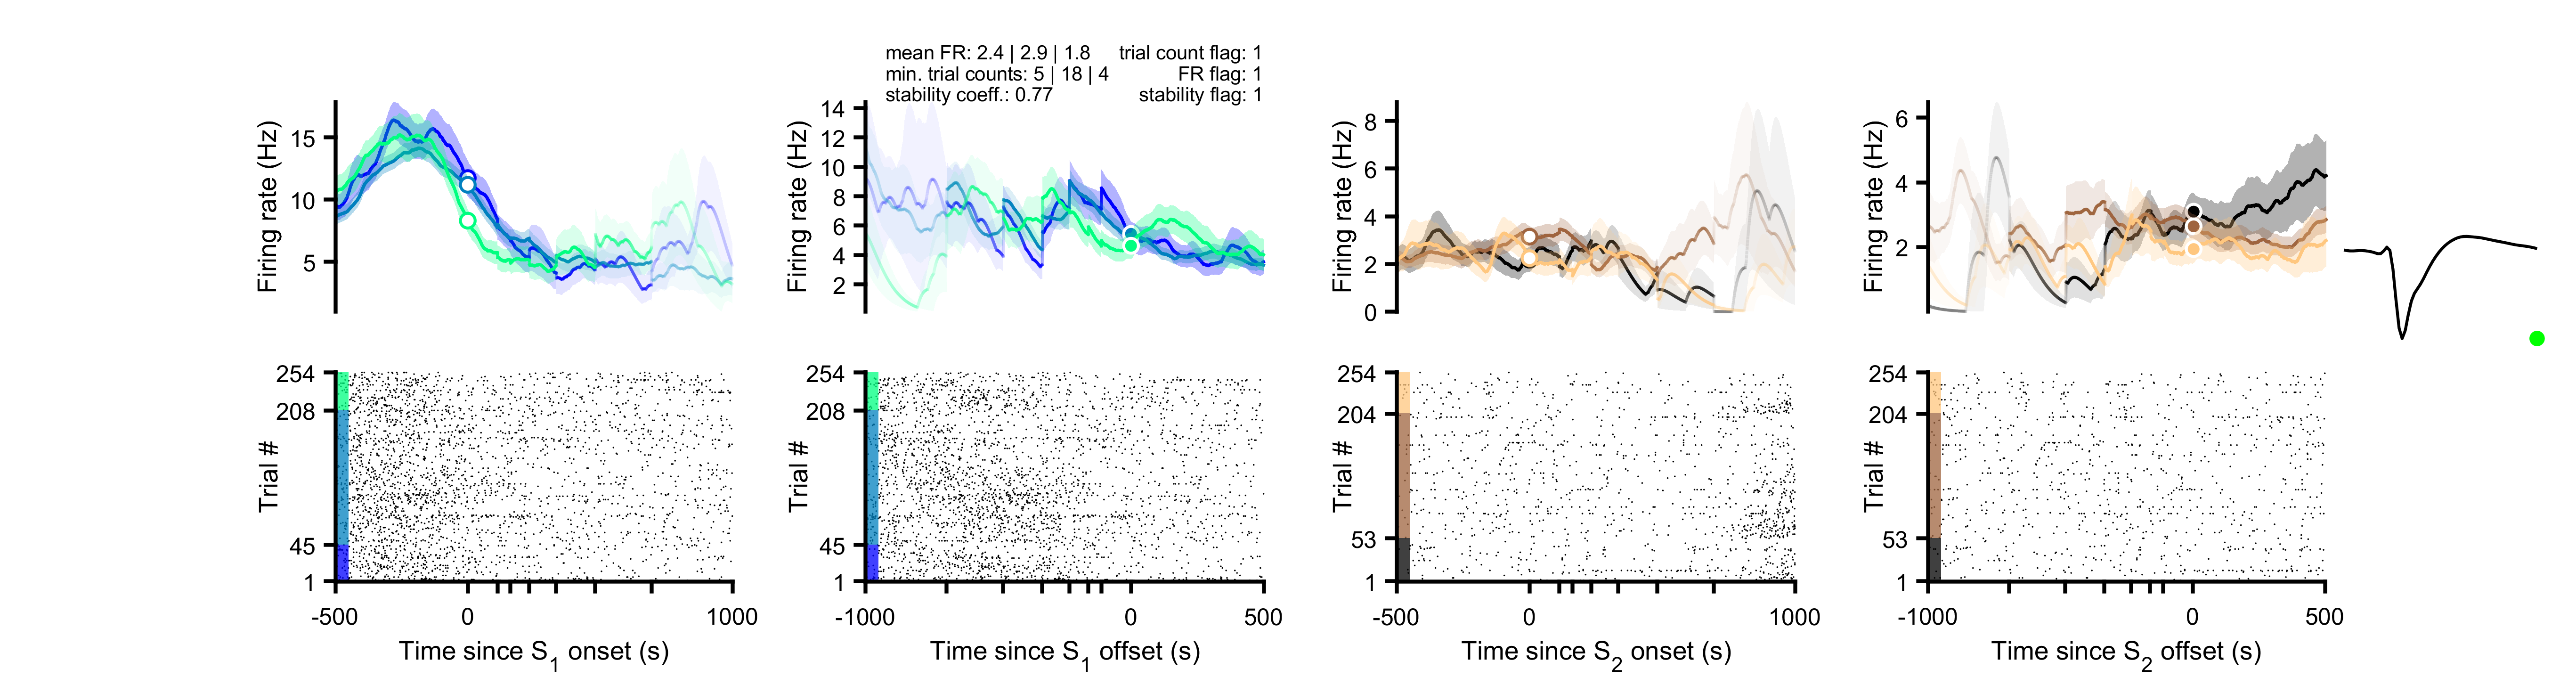 mean FR: 2.4 | 2.9 | 1.8 trial count flag: 1
min. trial counts: 5 | 18 | 4 FR flag: 1
stability coeff.: 0.77 stability flag: 1
Firing rate (Hz)
15
10
5
Firing rate (Hz)
14
12
10
8
6
4
2
Firing rate (Hz)
8
6
4
2
0
Firing rate (Hz)
6
4
2
Trial #
254
208
45
1
-500 0 1000
Time since S1 onset (s)
Trial #
254
208
45
1
-1000 0 500
Time since S1 offset (s)
Trial #
254
204
53
1
-500 0 1000
Time since S2 onset (s)
Trial #
254
204
53
1
-1000 0 500
Time since S2 offset (s)